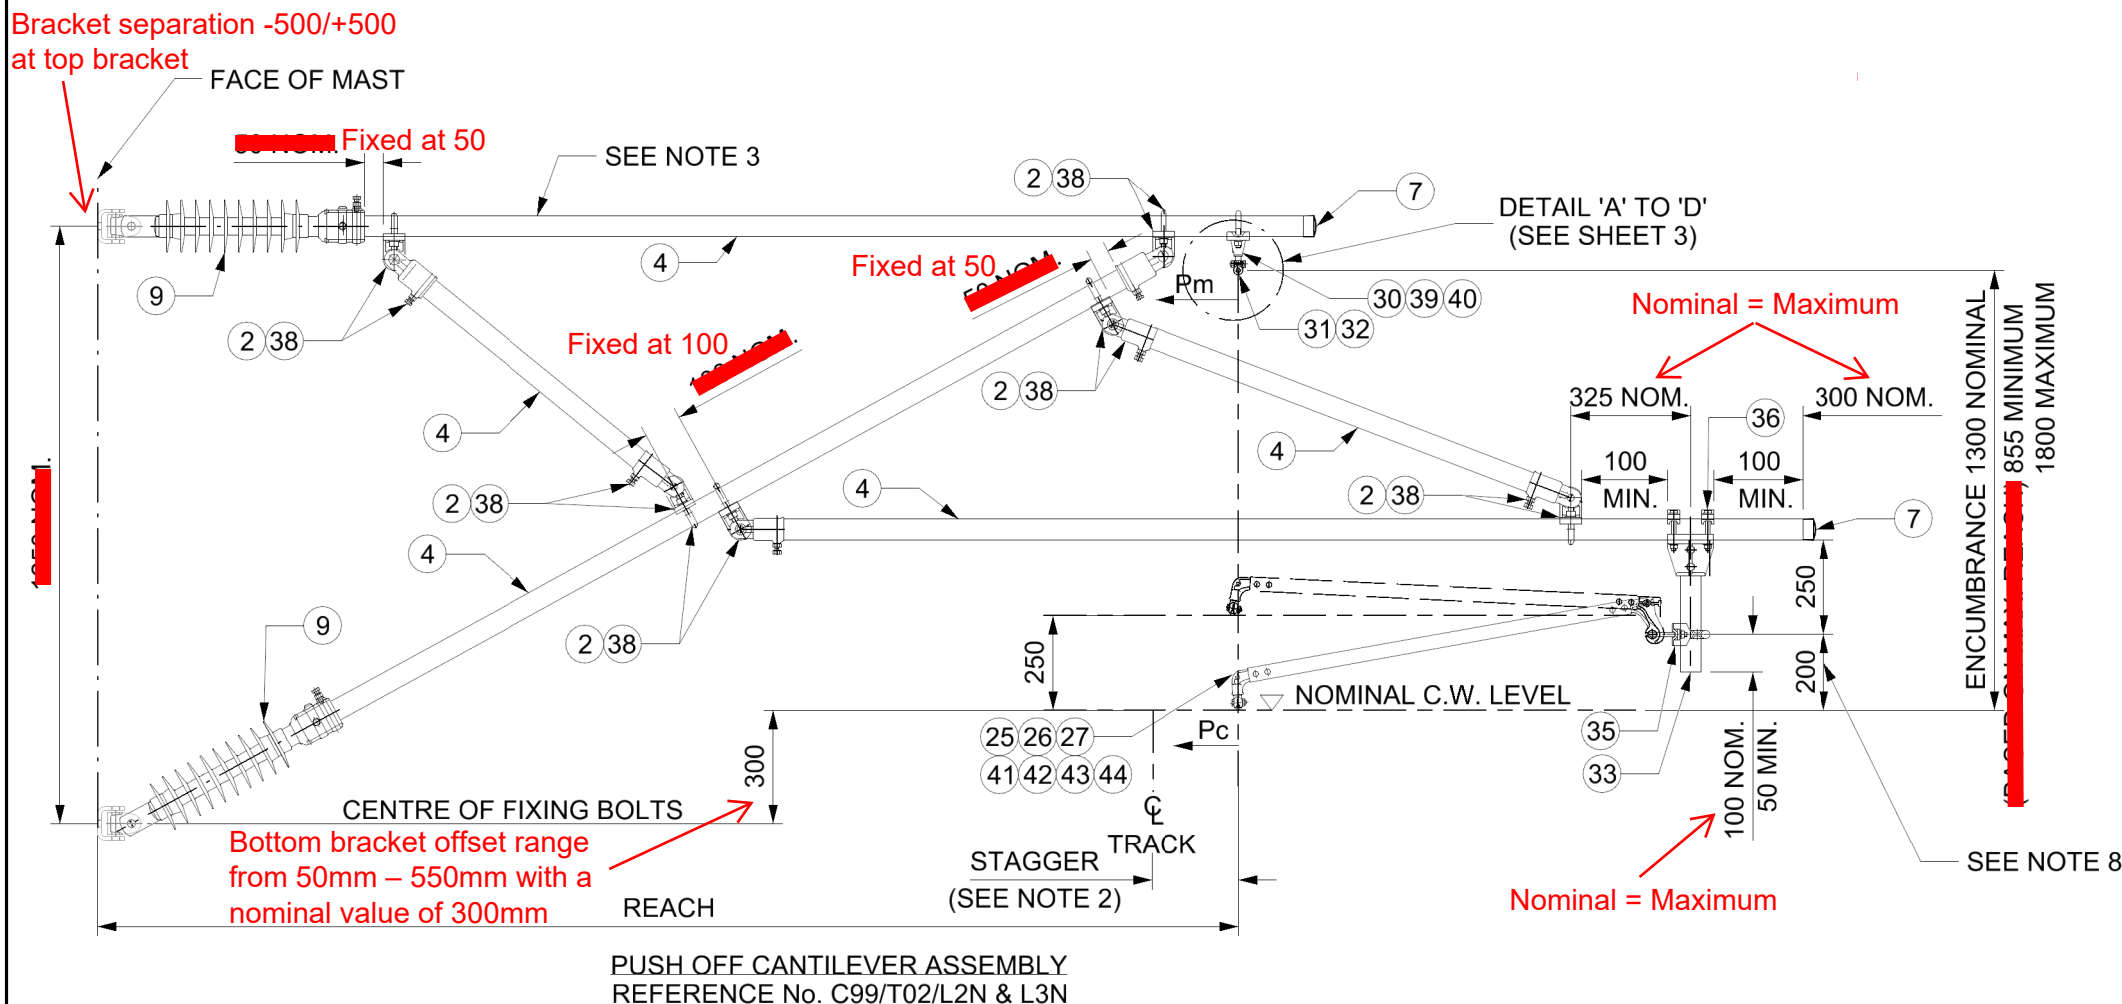 Bracket separation -500/+500
at top bracket
FACE OF MAST
Fixed at 50
SEE NOTE 3
2 38
7
DETAIL 'A' TO 'D'
(SEE SHEET 3)
4
9
Fixed at 50
Pm
30 39 40
31 32
Nominal = Maximum
2 38
Fixed at 100
2 38
325 NOM.
300 NOM.
36
4
4
100
MIN.
100
MIN.
2 38
4
2 38
7
4
ENCUMBRANCE 1300 NOMINAL
855 MINIMUM
1800 MAXIMUM
9
2 38
250
250
200
NOMINAL C.W. LEVEL
25 26 27
41 42 43 44
Pc
35
33
300
100 NOM.
50 MIN.
CENTRE OF FIXING BOLTS
Bottom bracket offset range
from 50mm – 550mm with a
nominal value of 300mm
℄
TRACK
STAGGER
(SEE NOTE 2)
SEE NOTE 8
Nominal = Maximum
REACH
PUSH OFF CANTILEVER ASSEMBLY
REFERENCE No. C99/T02/L2N & L3N